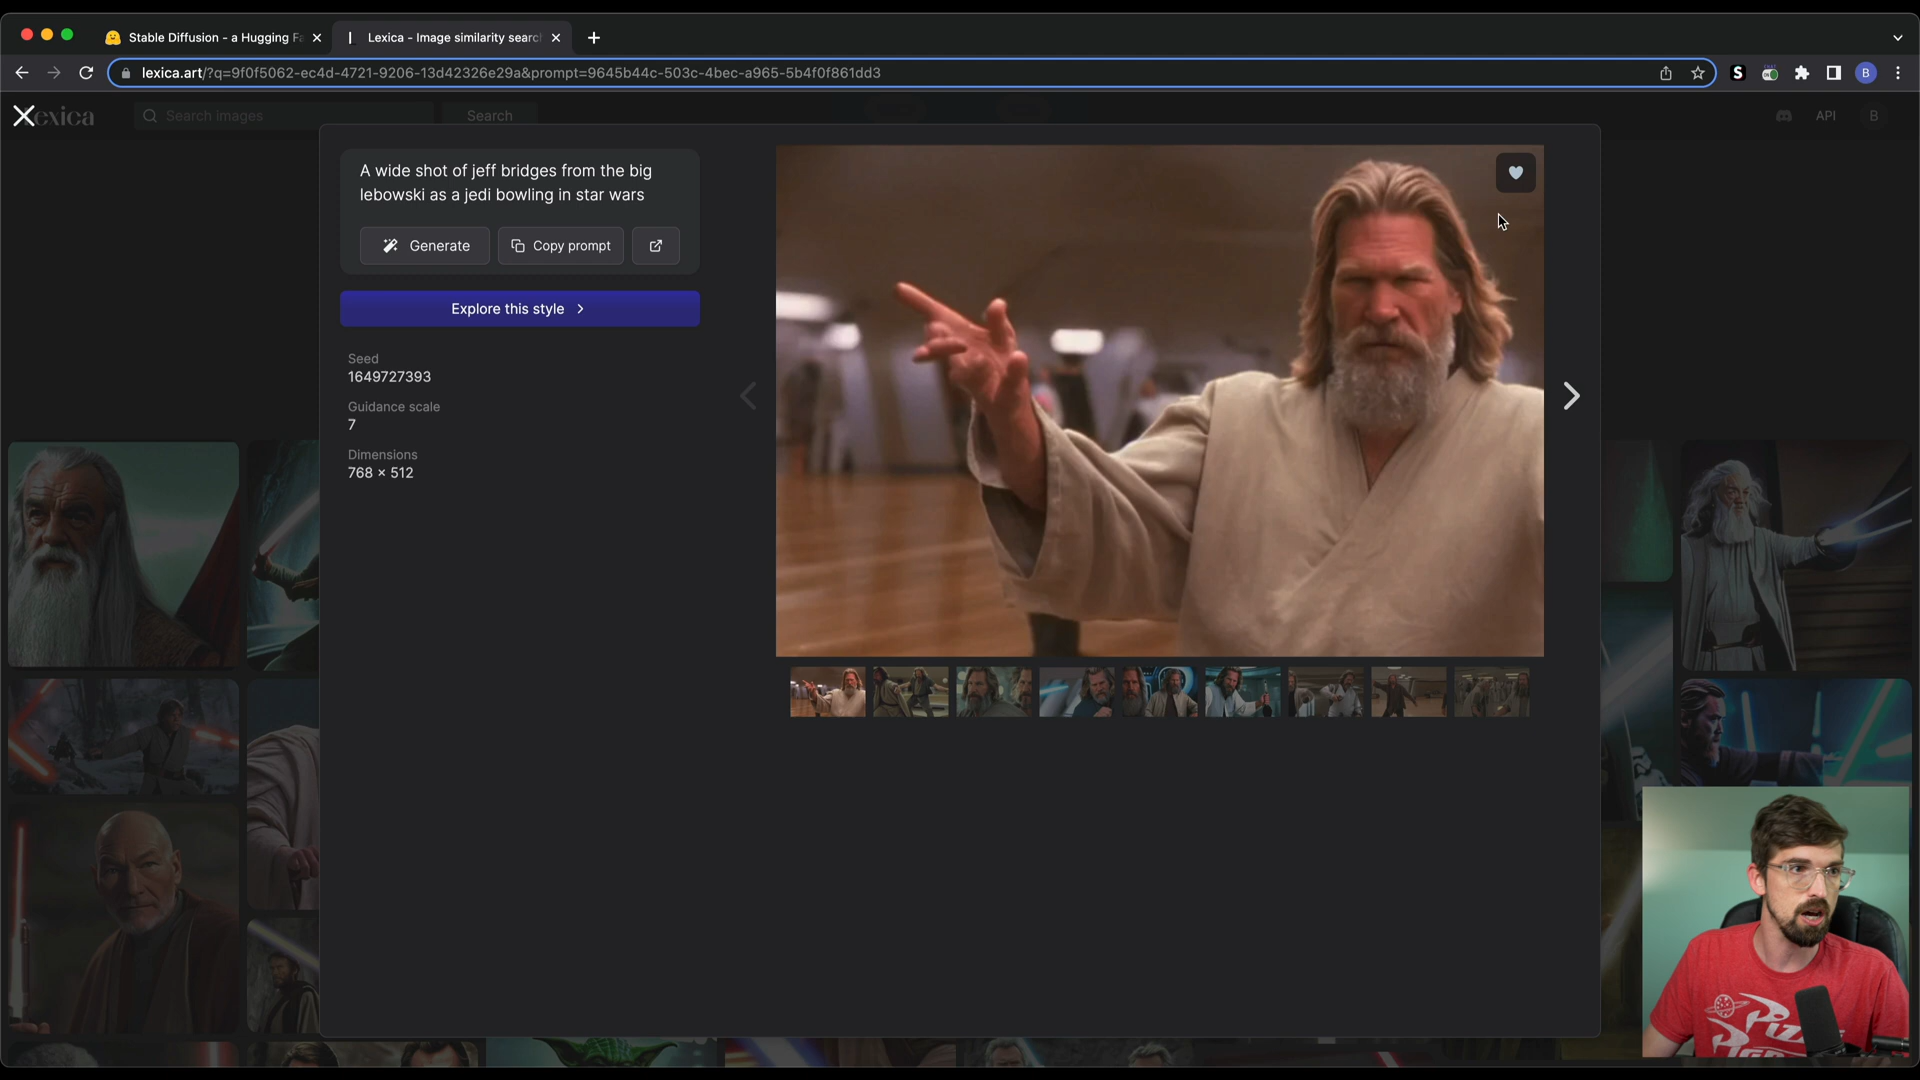 Stable Diffusion - a Hugging Fa
Lexica - Image similarity searc
lexica.art/?q=9f0f5062-ec4d-4721-9206-13d42326e29a&prompt=9645b44c-503c-4bec-a965-5b4f0f861dd3
S
B
exica
Search images
Search
API
B
A wide shot of jeff bridges from the big
lebowski as a jedi bowling in star wars
Generate
Copy prompt
Explore this style
Seed
1649727393
Guidance scale
7
Dimensions
768 × 512